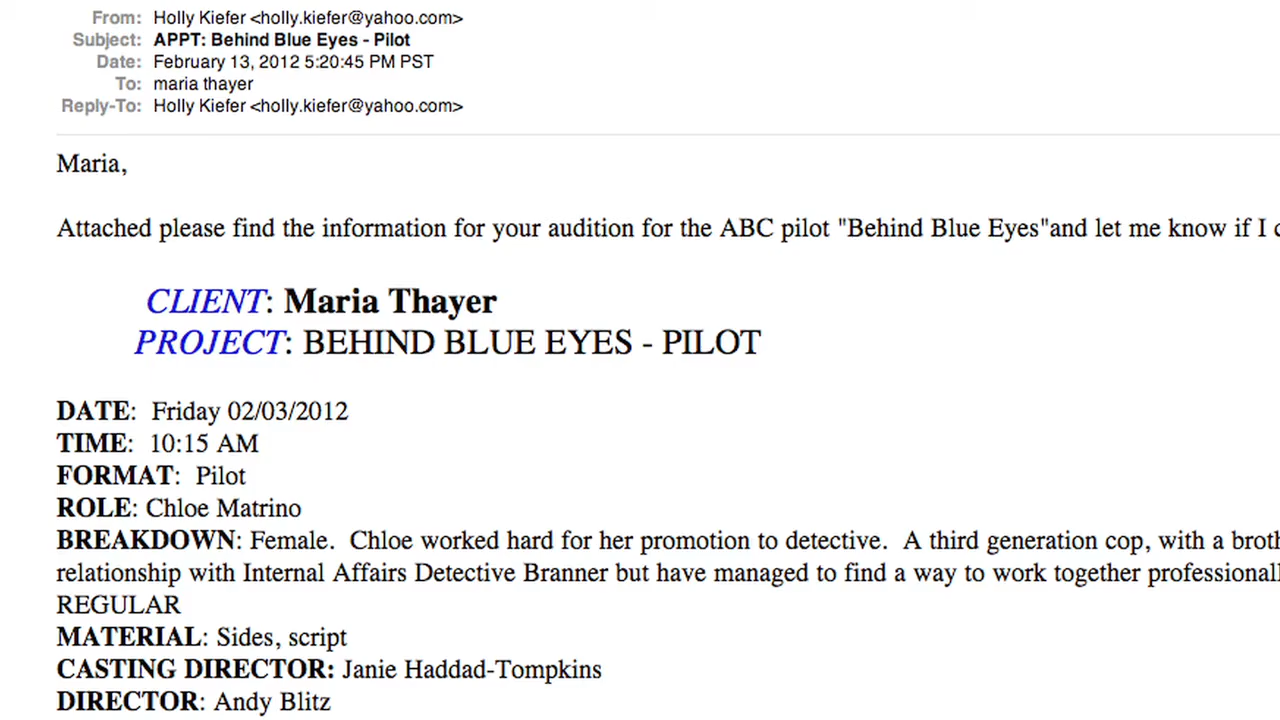 From: Holly Kiefer <holly.kiefer@yahoo.com>
Subject: APPT: Behind Blue Eyes - Pilot
Date: February 13, 2012 5:20:45 PM PST
To: maria thayer
Reply-To: Holly Kiefer <holly.kiefer@yahoo.com>
Maria,
Attached please find the information for your audition for the ABC pilot "Behind Blue Eyes"and let me know if I
CLIENT: Maria Thayer
PROJECT: BEHIND BLUE EYES - PILOT
DATE: Friday 02/03/2012
TIME: 10:15 AM
FORMAT: Pilot
ROLE: Chloe Matrino
BREAKDOWN: Female. Chloe worked hard for her promotion to detective. A third generation cop, with a
relationship with Internal Affairs Detective Branner but have managed to find a way to work together
REGULAR
MATERIAL: Sides, script
CASTING DIRECTOR: Janie Haddad-Tompkins
DIRECTOR: Andy Blitz